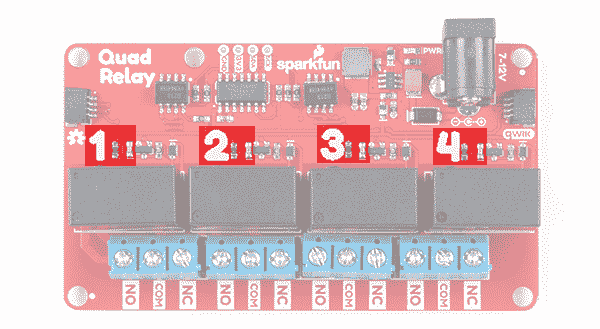 Quad
Relay
sparkfun
PWR
7-12V
qwiic
1 2 3 4
NO COM NC NO COM NC NO COM NC NO COM NC